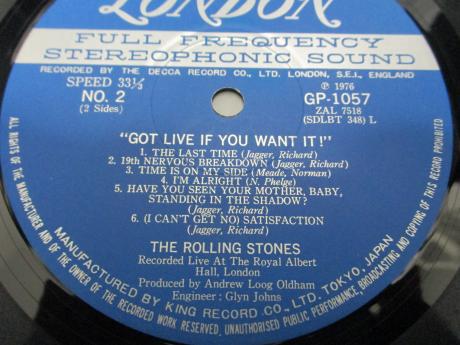 LONDON
FULL FREQUENCY
STEREOPHONIC SOUND
RECORDED BY THE DECCA RECORD CO., LTD. LONDON, S.E.I., ENGLAND
SPEED 33⅓
NO. 2
(2 Sides)
℗ 1976
GP-1057
ZAL 7518
(SDLBT 348) L
"GOT LIVE IF YOU WANT IT!"
1. THE LAST TIME (Jagger, Richard)
2. 19th NERVOUS BREAKDOWN (Jagger, Richard)
3. TIME IS ON MY SIDE (Meade, Norman)
4. I'M ALRIGHT (N. Phelge)
5. HAVE YOU SEEN YOUR MOTHER, BABY,
STANDING IN THE SHADOW?
(Jagger, Richard)
6. (I CAN'T GET NO) SATISFACTION
(Jagger, Richard)
THE ROLLING STONES
Recorded Live At The Royal Albert
Hall, London
Produced by Andrew Loog Oldham
Engineer : Glyn Johns
MANUFACTURED BY KING RECORD CO., LTD. TOKYO, JAPAN
ALL RIGHTS OF THE MANUFACTURER AND OF THE OWNER OF THE RECORDED WORK RESERVED, UNAUTHORISED PUBLIC PERFORMANCE, BROADCASTING AND COPYING OF THIS RECORD PROHIBITED